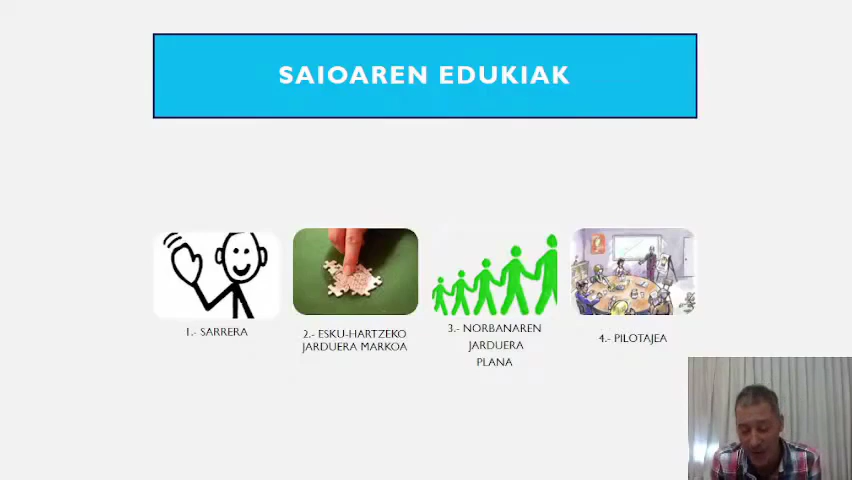 SAIOAREN EDUKIAK
1.- SARRERA
2.- ESKU-HARTZEKO
JARDUERA MARKOA
3.- NORBANAREN
JARDUERA
PLANA
4.- PILOTAJEA